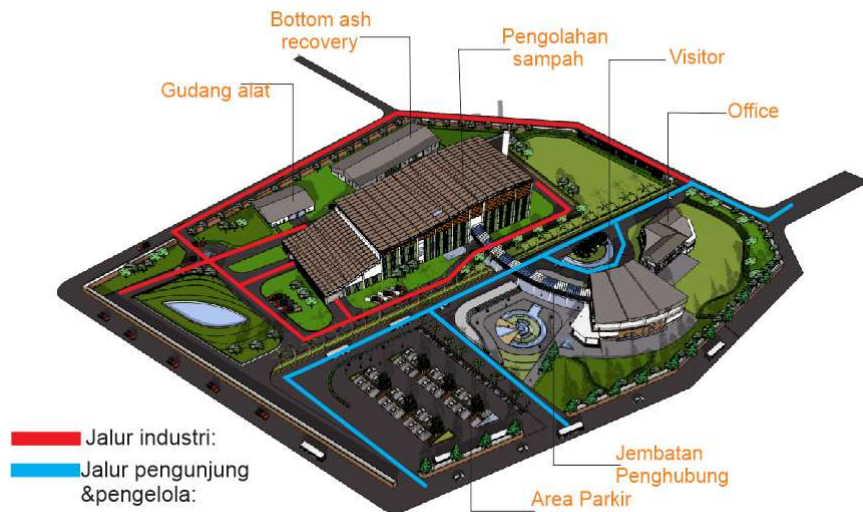 Bottom ash
recovery
Pengolahan
sampah
Visitor
Gudang alat
Office
Jalur industri:
Jalur pengunjung
&pengelola:
Jembatan
Penghubung
Area Parkir